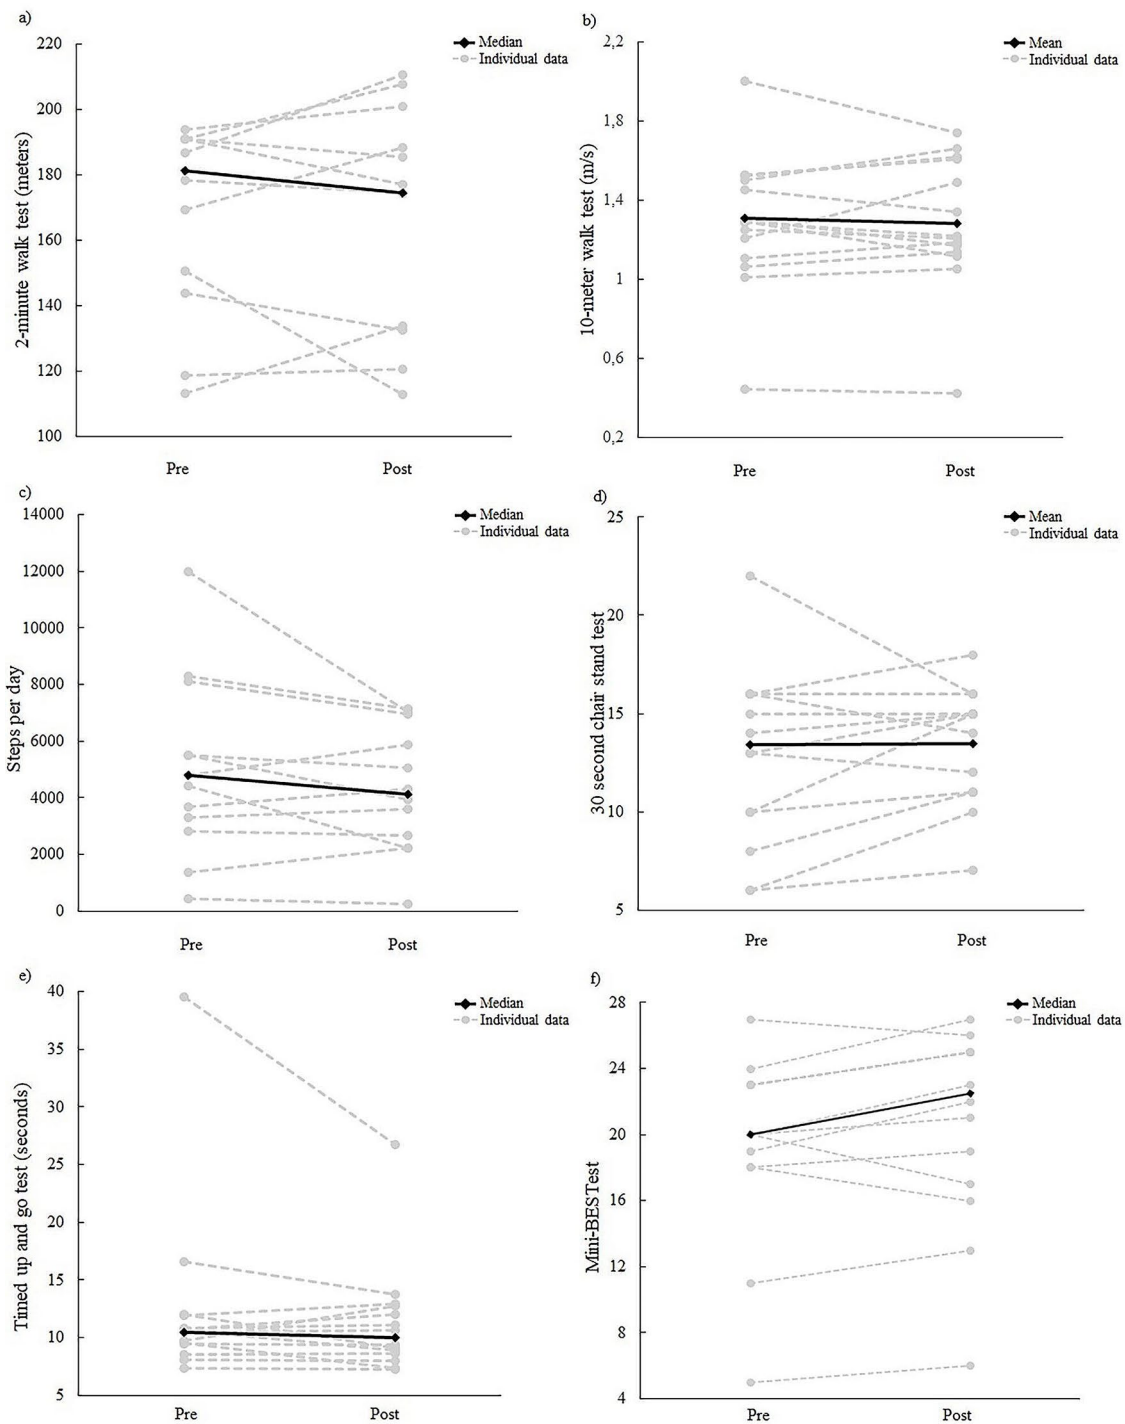 a)
Median
Individual data
2-minute walk test (meters)
220
200
180
160
140
120
100
Pre
Post
b)
Mean
Individual data
10-meter walk test (m/s)
2,2
1,8
1,4
1
0,6
0,2
Pre
Post
c)
Median
Individual data
Steps per day
14000
12000
10000
8000
6000
4000
2000
0
Pre
Post
d)
Mean
Individual data
30 second chair stand test
25
20
15
10
5
Pre
Post
e)
Median
Individual data
Timed up and go test (seconds)
40
35
30
25
20
15
10
5
Pre
Post
f)
Median
Individual data
Mini-BESTest
28
24
20
16
12
8
4
Pre
Post